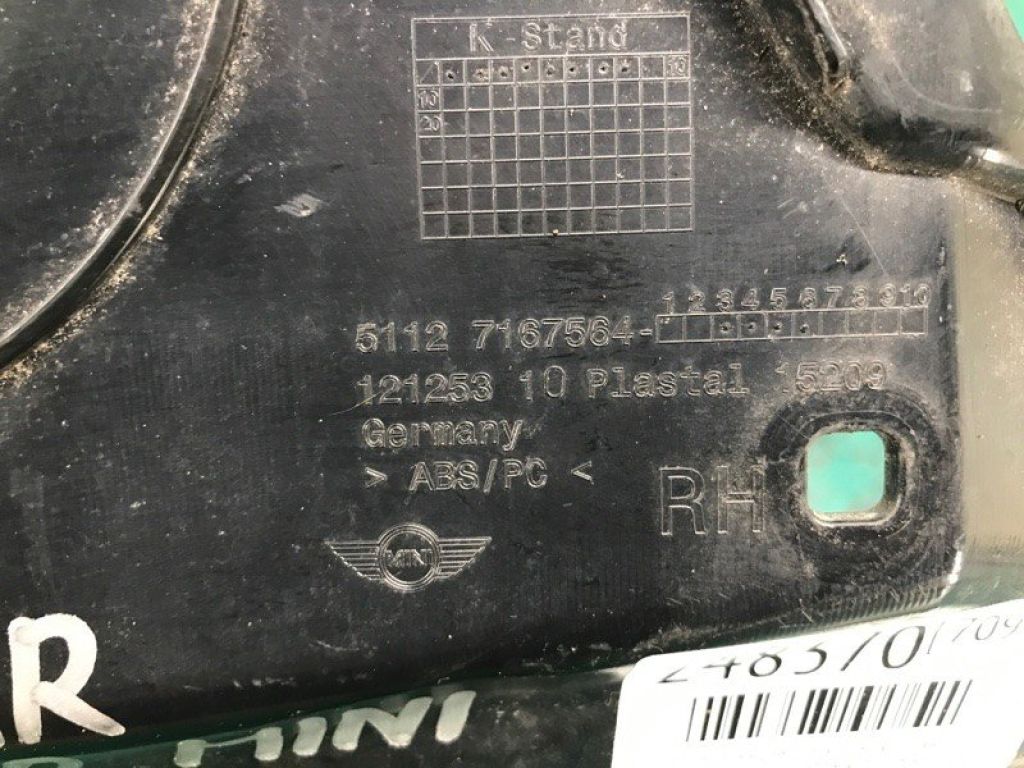 K-Stand
10
10
20
1 2 3 4 5 6 7 8 9 10
5112 7167564-
121253 10 Plastal 15209
Germany
> ABS/PC <
RH
MINI
R
MINI
248370/709